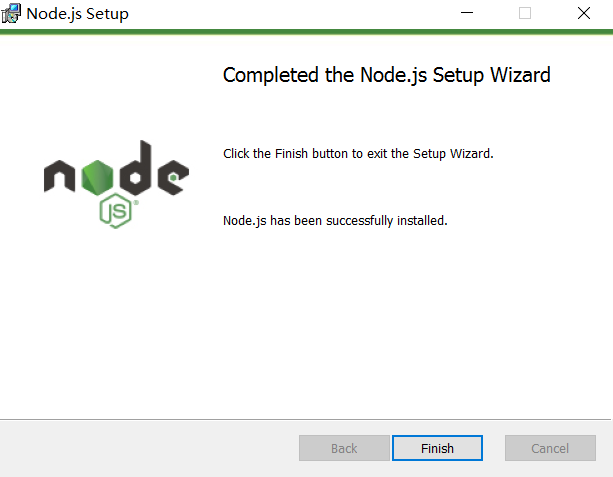 Node.js Setup
Completed the Node.js Setup Wizard
Click the Finish button to exit the Setup Wizard.
node
JS
Node.js has been successfully installed.
Back
Finish
Cancel